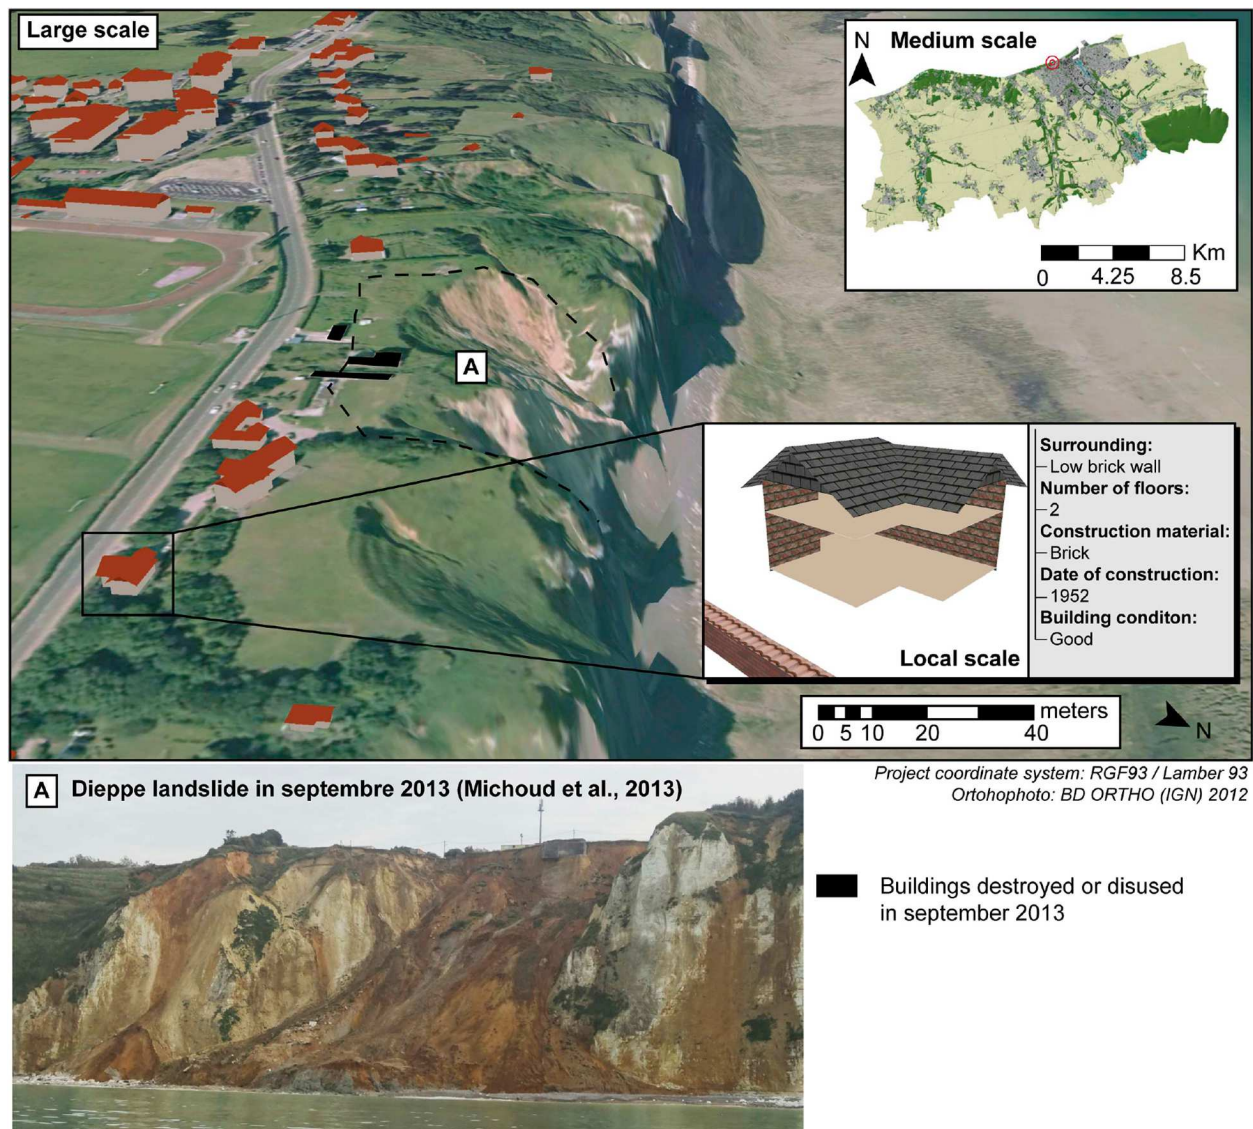 Large scale
N
Medium scale
Km
0
4.25
8.5
A
Surrounding:
Low brick wall
Number of floors:
2
Construction material:
Brick
Date of construction:
1952
Building conditon:
Good
Local scale
meters
0 5 10 20 40
N
Project coordinate system: RGF93 / Lamber 93
Ortohophoto: BD ORTHO (IGN) 2012
A Dieppe landslide in septembre 2013 (Michoud et al., 2013)
Buildings destroyed or disused
in september 2013